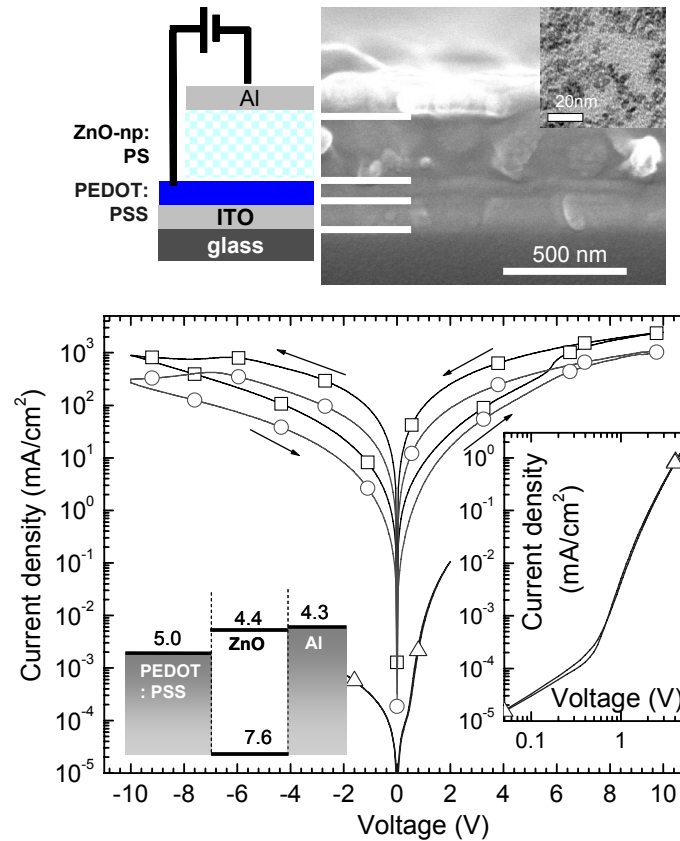 Al
ZnO-np:
PS
PEDOT:
PSS
ITO
glass
20nm
500 nm
Current density (mA/cm²)
10³
10²
10¹
10⁰
10⁻¹
10⁻²
10⁻³
10⁻⁴
10⁻⁵
-10 -8 -6 -4 -2 0 2 4 6 8 10
Voltage (V)
5.0
4.4
4.3
ZnO
Al
PEDOT
: PSS
7.6
Current density
(mA/cm²)
10⁰
10⁻¹
10⁻²
10⁻³
10⁻⁴
10⁻⁵
Voltage (V)
0.1 1